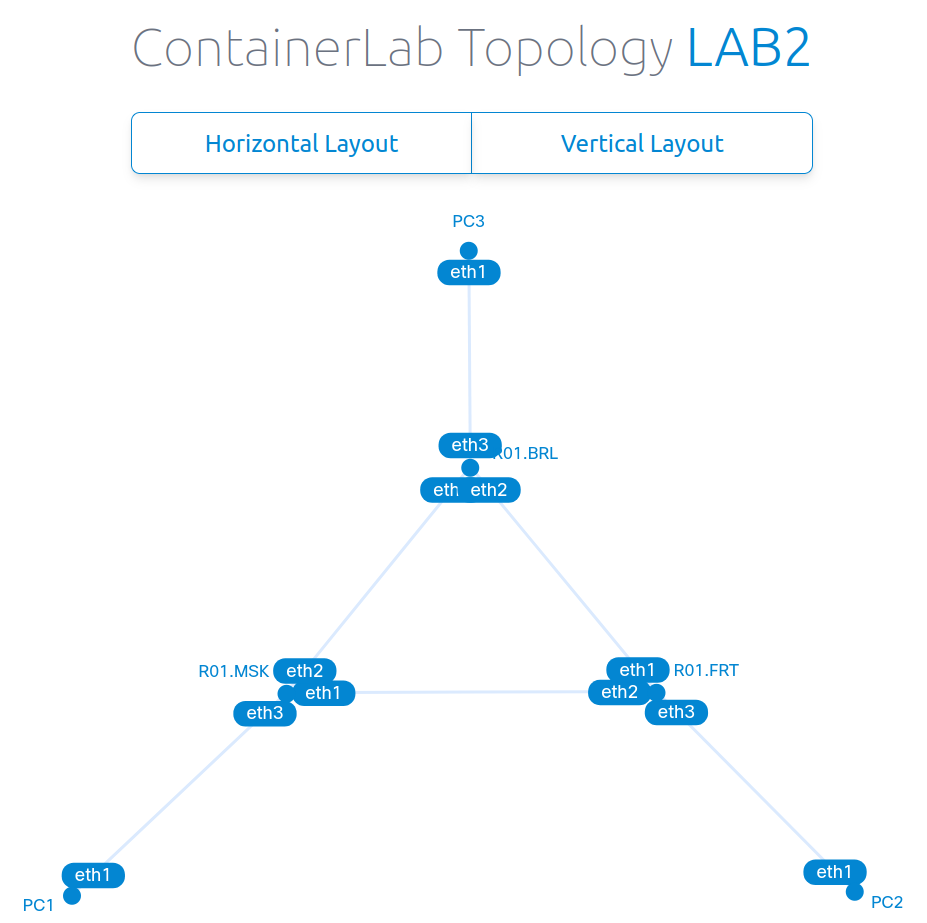 ContainerLab Topology LAB2
Horizontal Layout
Vertical Layout
PC3
eth1
eth3
R01.BRL
eth2
R01.MSK
eth2
eth1
eth3
eth1
R01.FRT
eth2
eth3
eth1
PC1
eth1
PC2